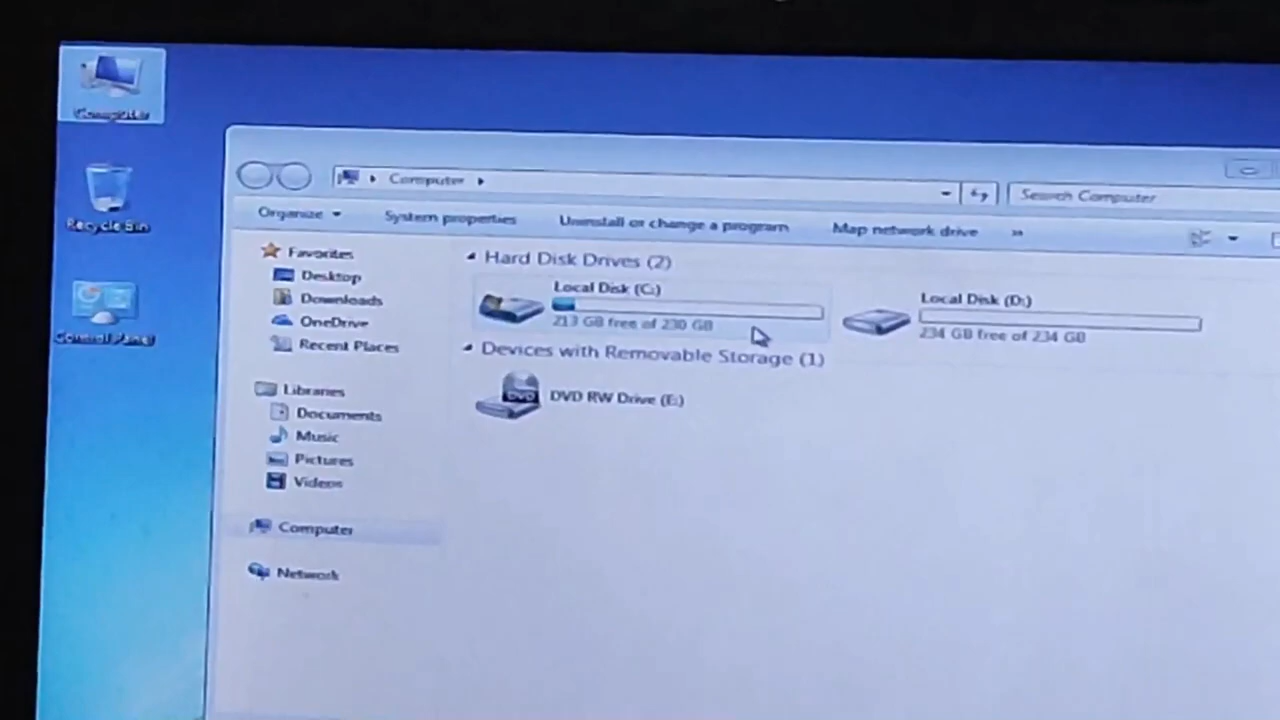 Computer
Recycle Bin
Control Panel
Computer
Search Computer
Organize
System properties
Uninstall or change a program
Map network drive
»
Favorites
Desktop
Downloads
OneDrive
Recent Places
Libraries
Documents
Music
Pictures
Videos
Computer
Network
Hard Disk Drives (2)
Local Disk (C:)
213 GB free of 230 GB
Local Disk (D:)
234 GB free of 234 GB
Devices with Removable Storage (1)
DVD
DVD RW Drive (E:)